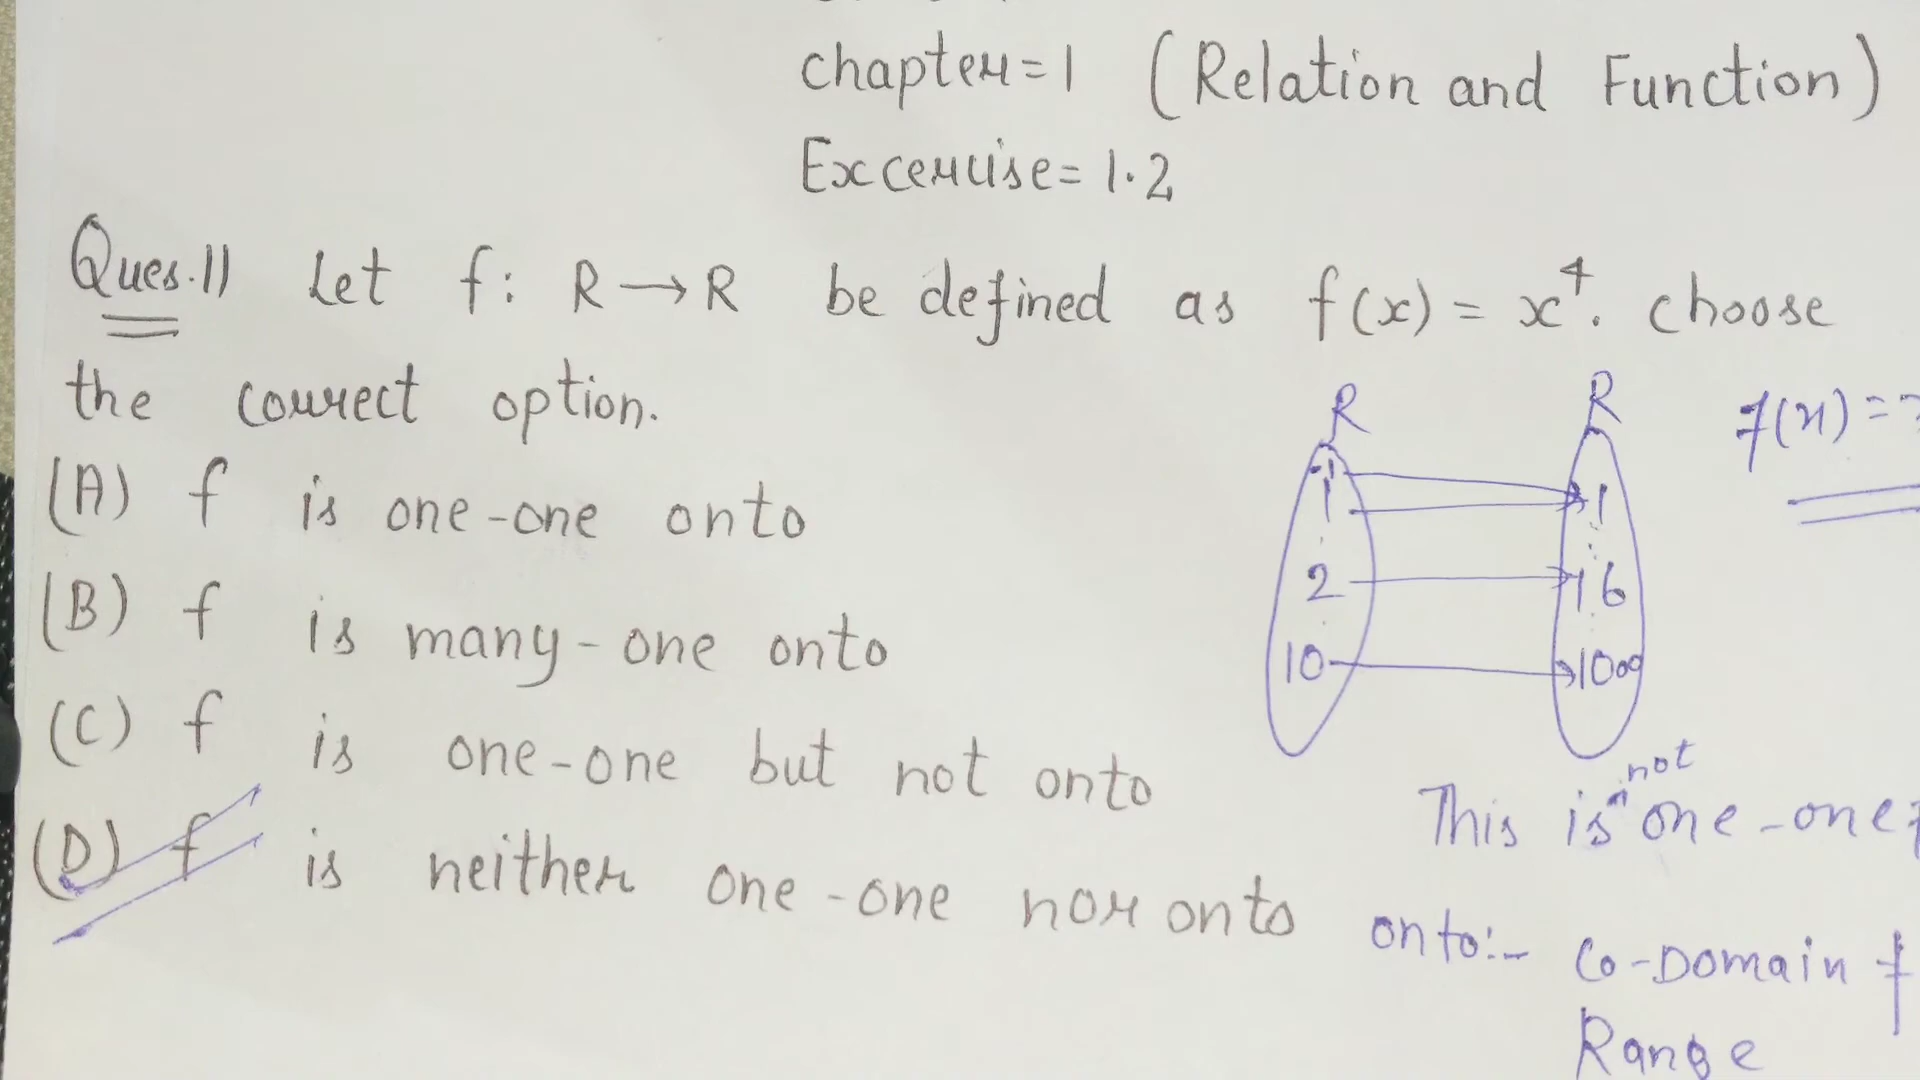 chapter=1 (Relation and Function)
Excercise= 1.2
Ques.11 Let f: R→R be defined as f(x) = x⁴. choose
the correct option.
(A) f is one-one onto
(B) f is many-one onto
(C) f is one-one but not onto
(D) f is neither one-one nor onto
R R
f(x) =
-1
1 1
2 16
10 1000
not
This is one-one
onto:- Co-Domain ≠
Range